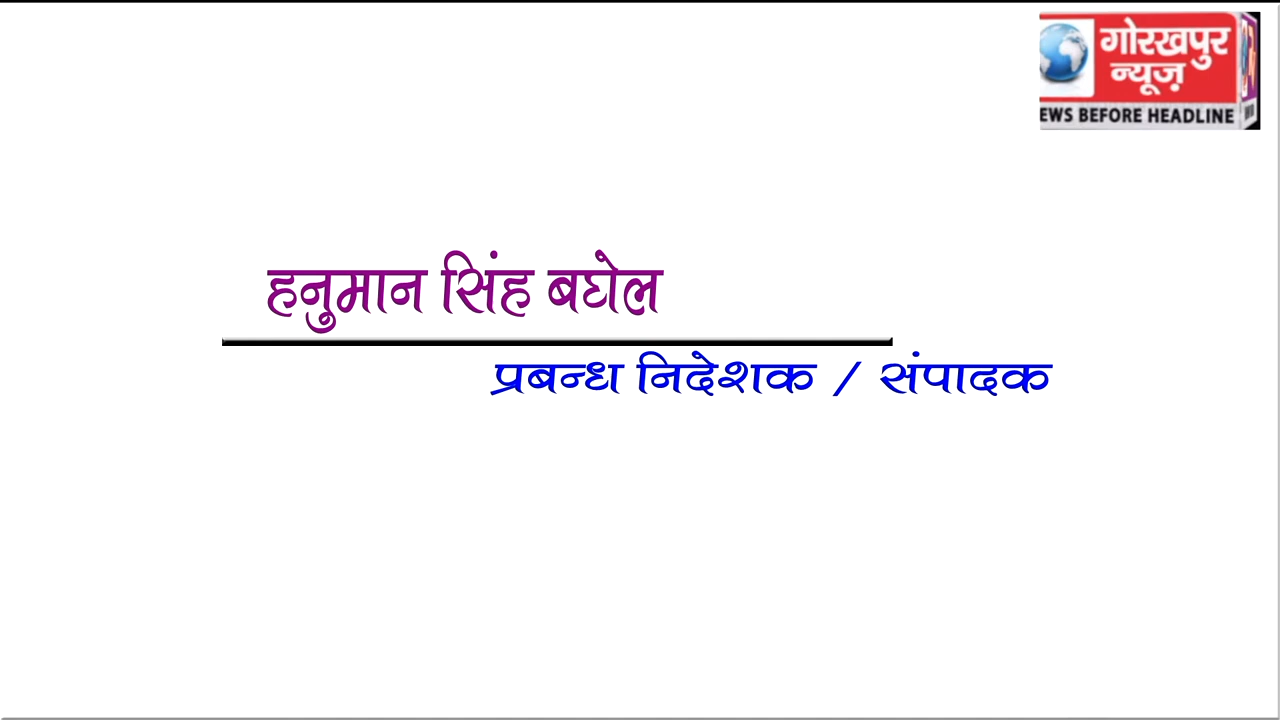 गोरखपुर
न्यूज़
EWS BEFORE HEADLINE
हनुमान सिंह बघेल
प्रबन्ध निदेशक / संपादक